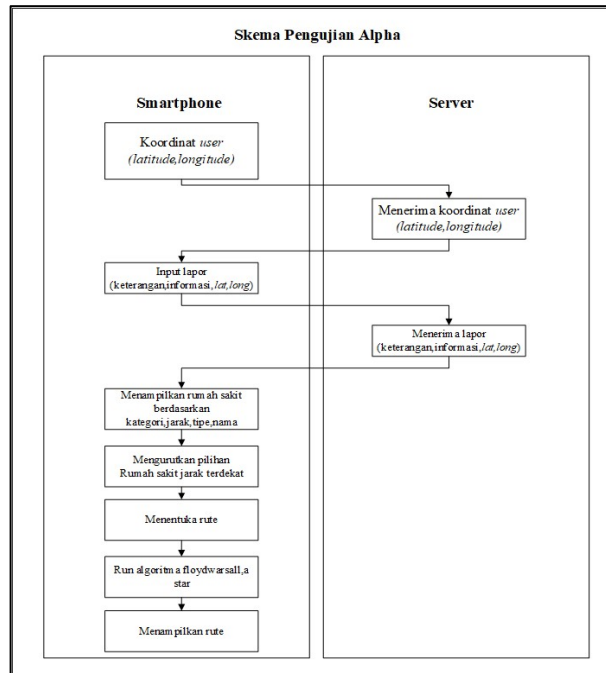 Skema Pengujian Alpha
Smartphone
Server
Koordinat user
(latitude,longitude)
Menerima koordinat user
(latitude,longitude)
Input lapor
(keterangan,informasi,lat,long)
Menerima lapor
(keterangan,informasi,lat,long)
Menampilkan rumah sakit
berdasarkan
kategori,jarak,tipe,nama
Mengurutkan pilihan
Rumah sakit jarak terdekat
Menentuka rute
Run algoritma floydwarsall,a
star
Menampilkan rute